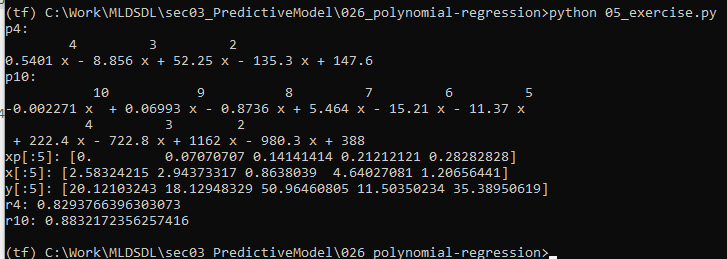 (tf) C:\Work\MLDSDL\sec03_PredictiveModel\026_polynomial-regression>python 05_exercise.py
p4:
        4         3         2
0.5401 x - 8.856 x + 52.25 x - 135.3 x + 147.6
p10:
           10           9          8         7         6         5
-0.002271 x  + 0.06993 x - 0.8736 x + 5.464 x - 15.21 x - 11.37 x
          4         3        2
 + 222.4 x - 722.8 x + 1162 x - 980.3 x + 388
xp[:5]: [0.         0.07070707 0.14141414 0.21212121 0.28282828]
x[:5]: [2.58324215 2.94373317 0.8638039  4.64027081 1.20656441]
y[:5]: [20.12103243 18.12948329 50.96460805 11.50350234 35.38950619]
r4: 0.8293766396303073
r10: 0.8832172356257416
(tf) C:\Work\MLDSDL\sec03_PredictiveModel\026_polynomial-regression>